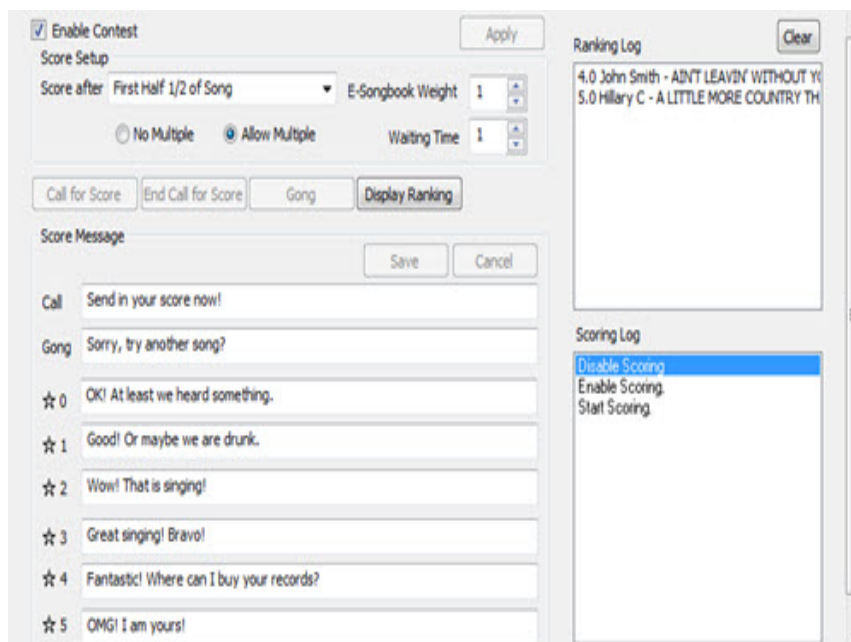 Enable Contest
Apply
Score Setup
Score after First Half 1/2 of Song E-Songbook Weight 1
No Multiple Allow Multiple Waiting Time 1
Call for Score End Call for Score Gong Display Ranking
Score Message
Save Cancel
Call Send in your score now!
Gong Sorry, try another song?
0 OK! At least we heard something.
1 Good! Or maybe we are drunk.
2 Wow! That is singing!
3 Great singing! Bravo!
4 Fantastic! Where can I buy your records?
5 OMG! I am yours!
Ranking Log Clear
4.0 John Smith - AIN'T LEAVIN' WITHOUT
5.0 Hillary C - A LITTLE MORE COUNTRY TH
Scoring Log
Disable Scoring
Enable Scoring.
Start Scoring.